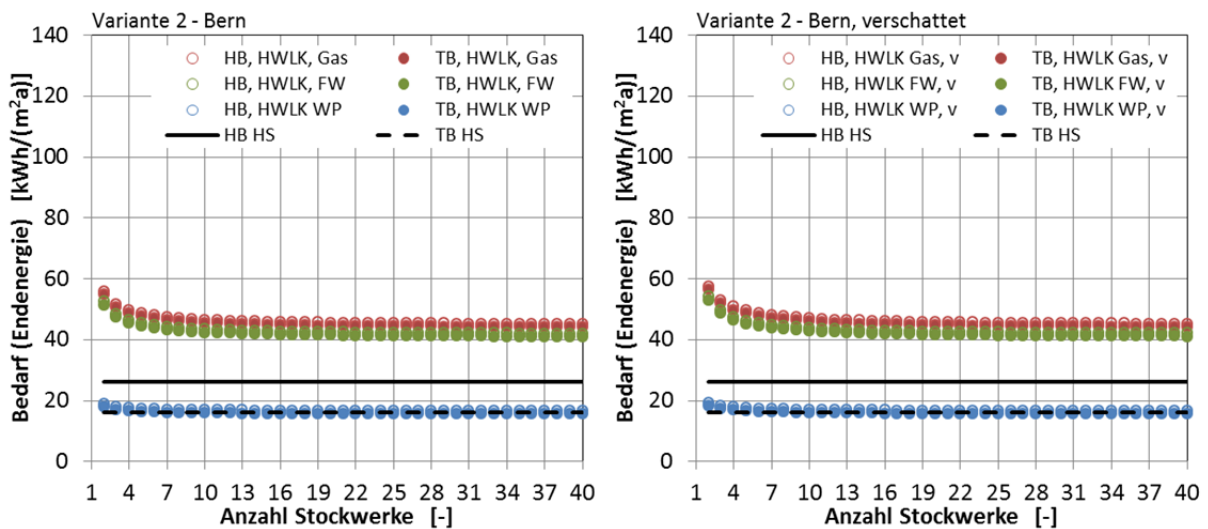 Variante 2 - Bern
140
120
100
80
60
40
20
0
Bedarf (Endenergie) [kWh/(m²a)]
HB, HWLK, Gas
TB, HWLK, Gas
HB, HWLK, FW
TB, HWLK, FW
HB, HWLK WP
TB, HWLK WP
HB HS
TB HS
1 4 7 10 13 16 19 22 25 28 31 34 37 40
Anzahl Stockwerke [-]
Variante 2 - Bern, verschattet
140
120
100
80
60
40
20
0
Bedarf (Endenergie) [kWh/(m²a)]
HB, HWLK Gas, v
TB, HWLK Gas, v
HB, HWLK FW, v
TB, HWLK FW, v
HB, HWLK WP, v
TB, HWLK WP, v
HB HS
TB HS
1 4 7 10 13 16 19 22 25 28 31 34 37 40
Anzahl Stockwerke [-]